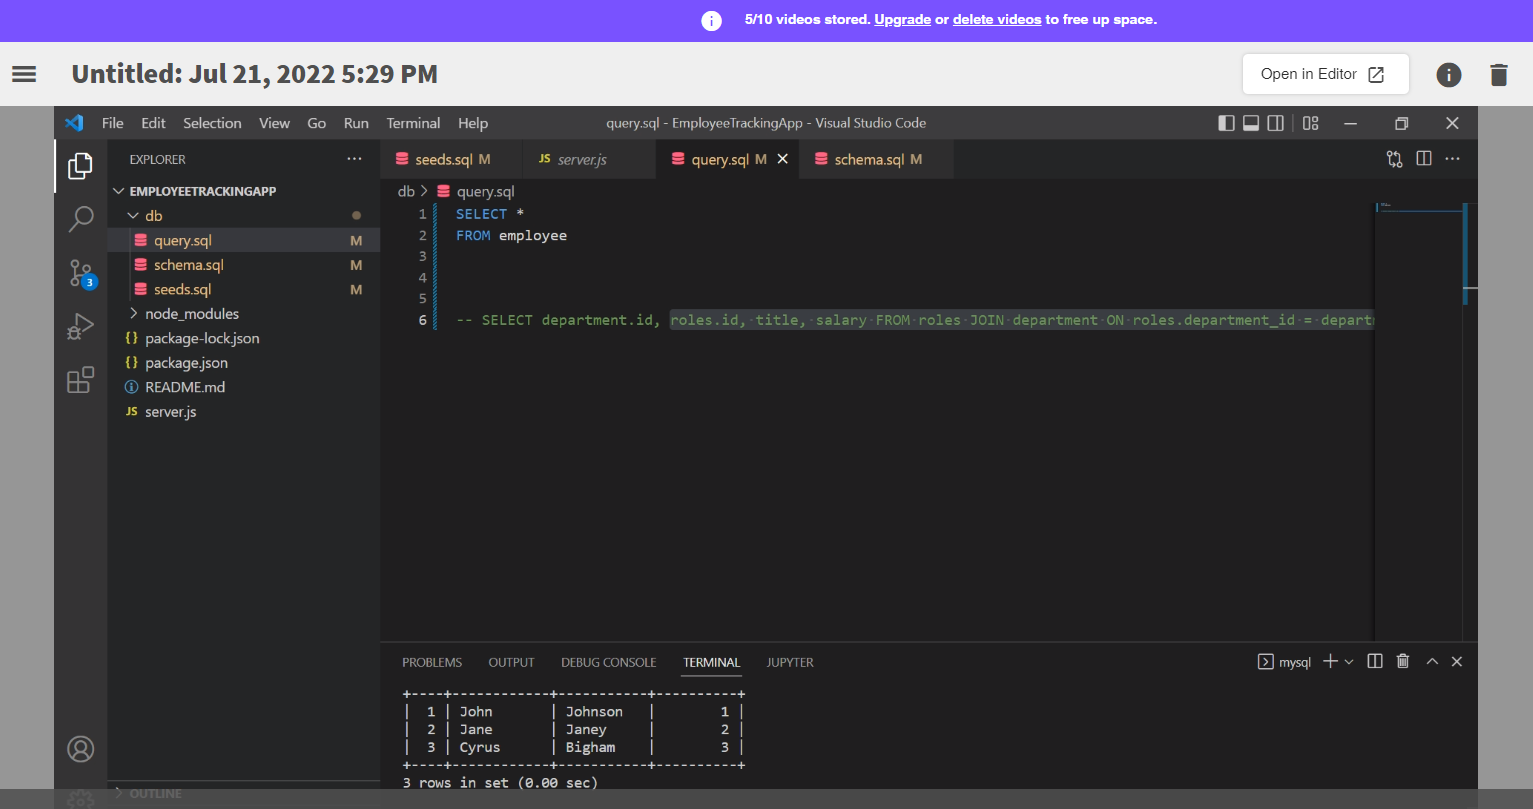 5/10 videos stored. Upgrade or delete videos to free up space.
Untitled: Jul 21, 2022 5:29 PM
Open in Editor
File Edit Selection View Go Run Terminal Help
query.sql - EmployeeTrackingApp - Visual Studio Code
EXPLORER
seeds.sql M
JS server.js
query.sql M
schema.sql M
EMPLOYEETRACKINGAPP
db
query.sql M
schema.sql M
seeds.sql M
node_modules
{} package-lock.json
{} package.json
README.md
JS server.js
3
OUTLINE
db > query.sql
1 SELECT *
2 FROM employee
3
4
5
6 -- SELECT department.id, roles.id, title, salary FROM roles JOIN department ON roles.department_id = depart
PROBLEMS OUTPUT DEBUG CONSOLE TERMINAL JUPYTER
mysql
+----+------------+-----------+----------+
| 1 | John | Johnson | 1 |
| 2 | Jane | Janey | 2 |
| 3 | Cyrus | Bigham | 3 |
+----+------------+-----------+----------+
3 rows in set (0.00 sec)